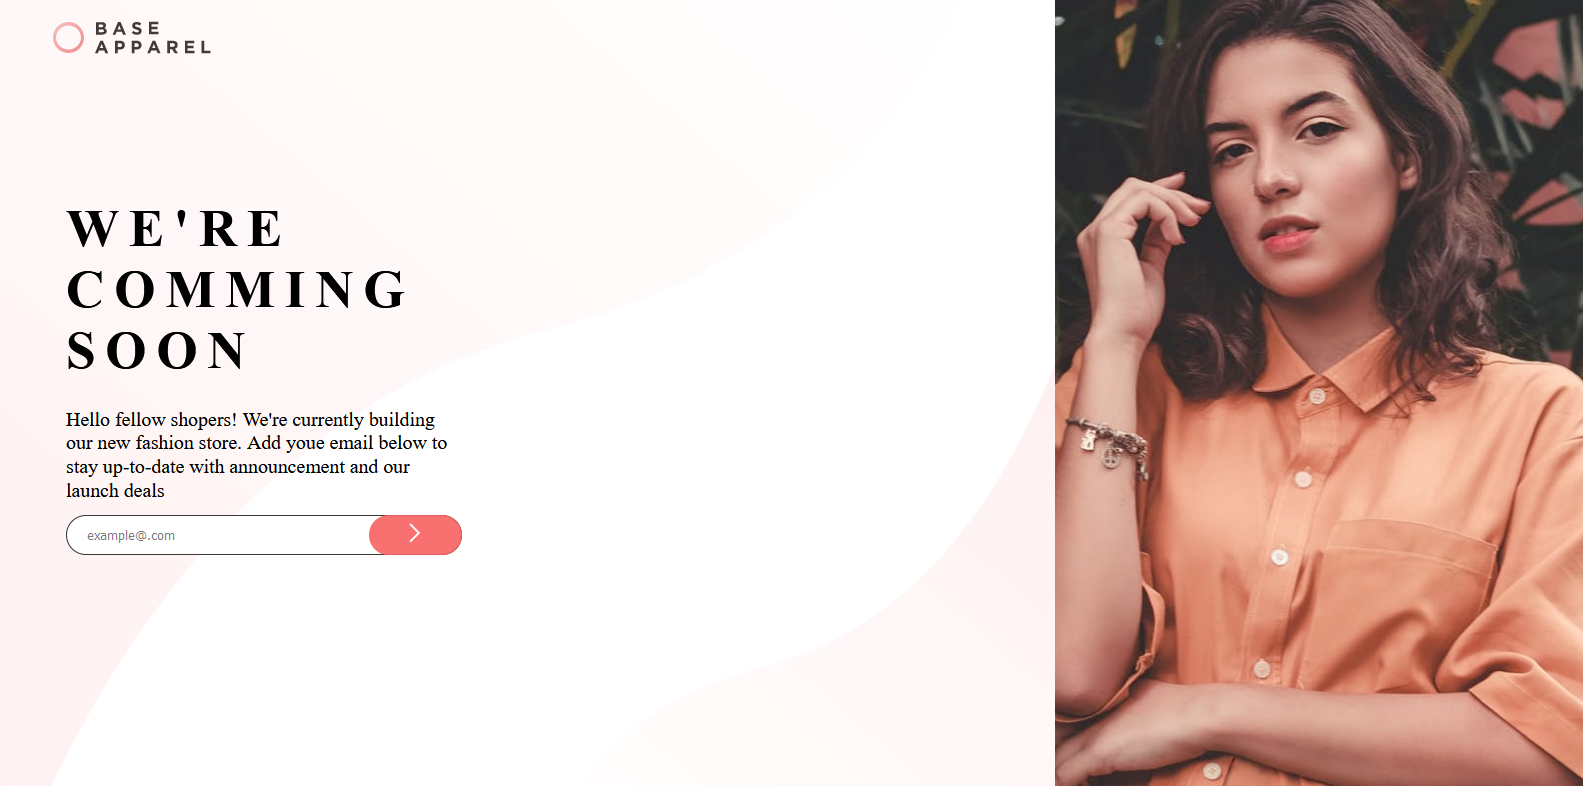 BASE
APPAREL
WE'RE
COMMING
SOON
Hello fellow shopers! We're currently building
our new fashion store. Add youe email below to
stay up-to-date with announcement and our
launch deals
example@.com